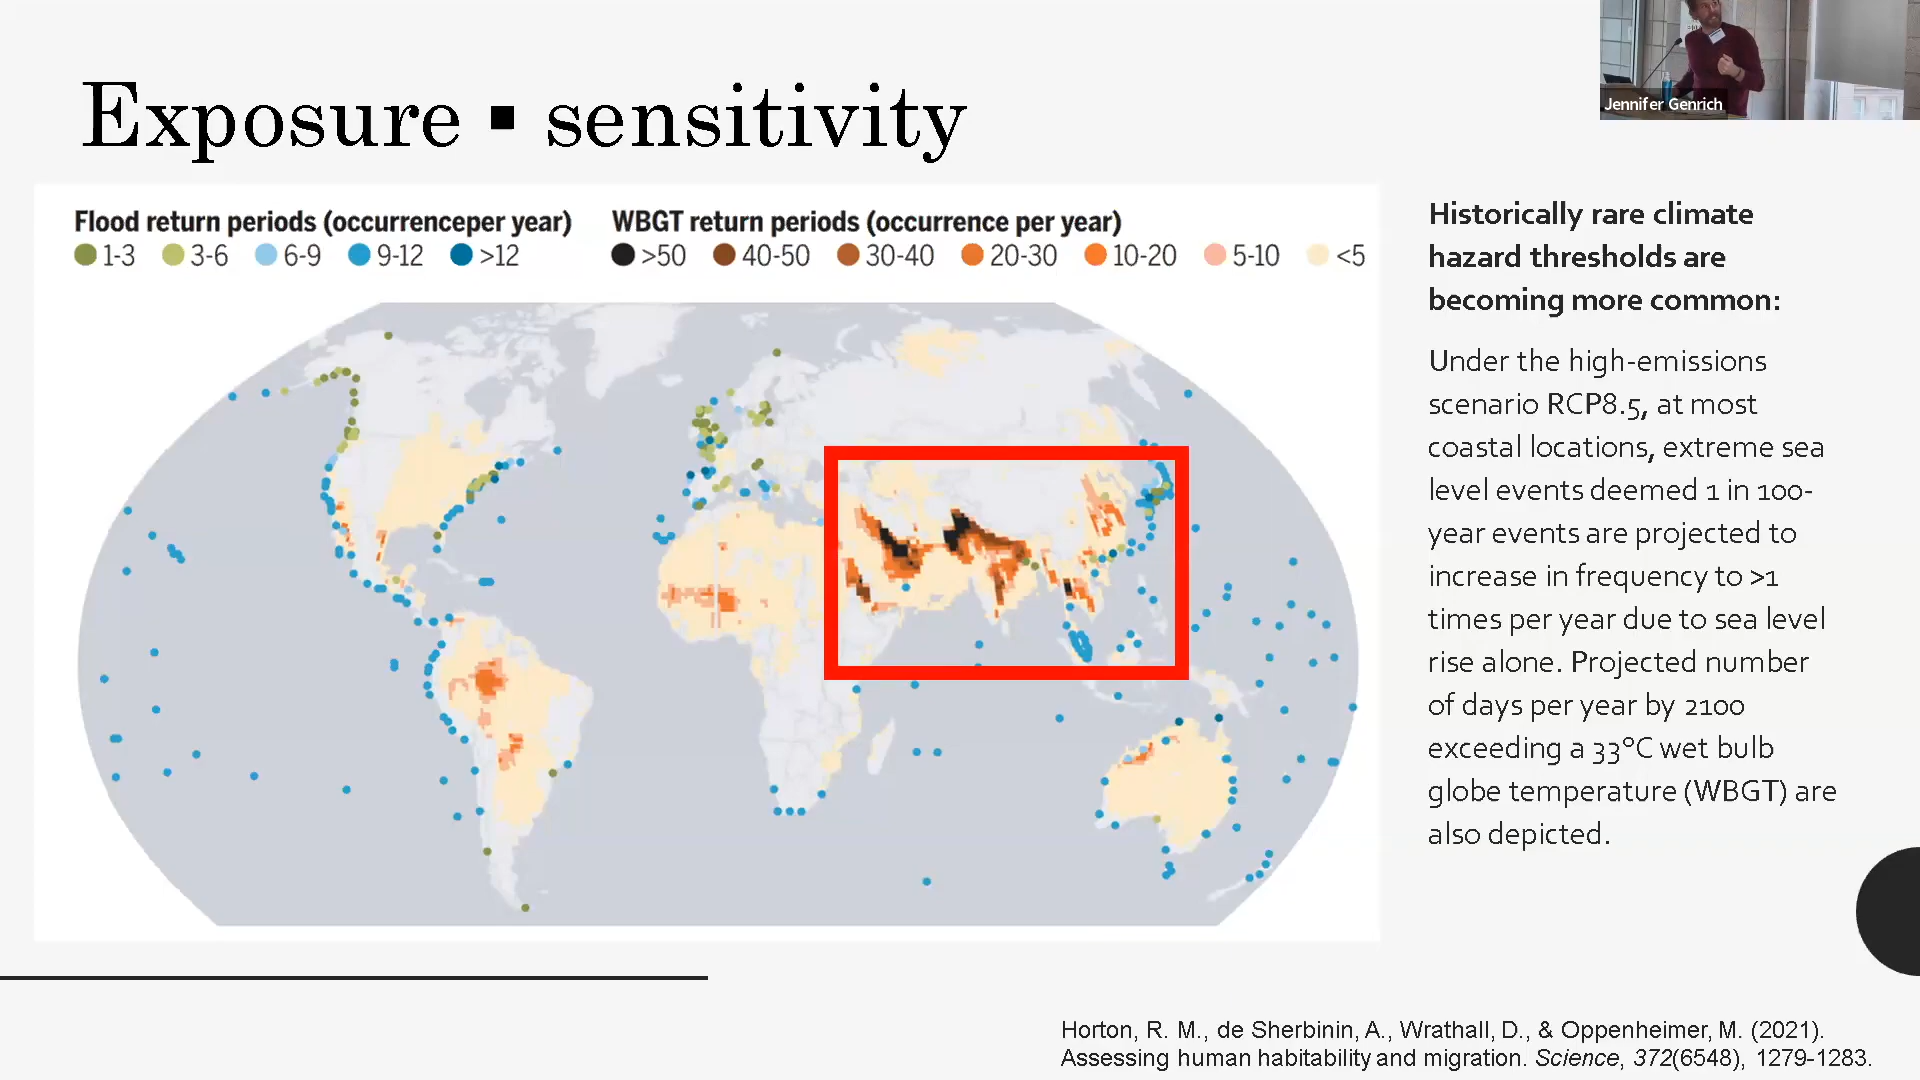 Jennifer Genrich
Exposure ▪ sensitivity
Flood return periods (occurrenceper year)
1-3 3-6 6-9 9-12 >12
WBGT return periods (occurrence per year)
>50 40-50 30-40 20-30 10-20 5-10 <5
Historically rare climate
hazard thresholds are
becoming more common:
Under the high-emissions
scenario RCP8.5, at most
coastal locations, extreme sea
level events deemed 1 in 100-
year events are projected to
increase in frequency to >1
times per year due to sea level
rise alone. Projected number
of days per year by 2100
exceeding a 33°C wet bulb
globe temperature (WBGT) are
also depicted.
Horton, R. M., de Sherbinin, A., Wrathall, D., & Oppenheimer, M. (2021).
Assessing human habitability and migration. Science, 372(6548), 1279-1283.